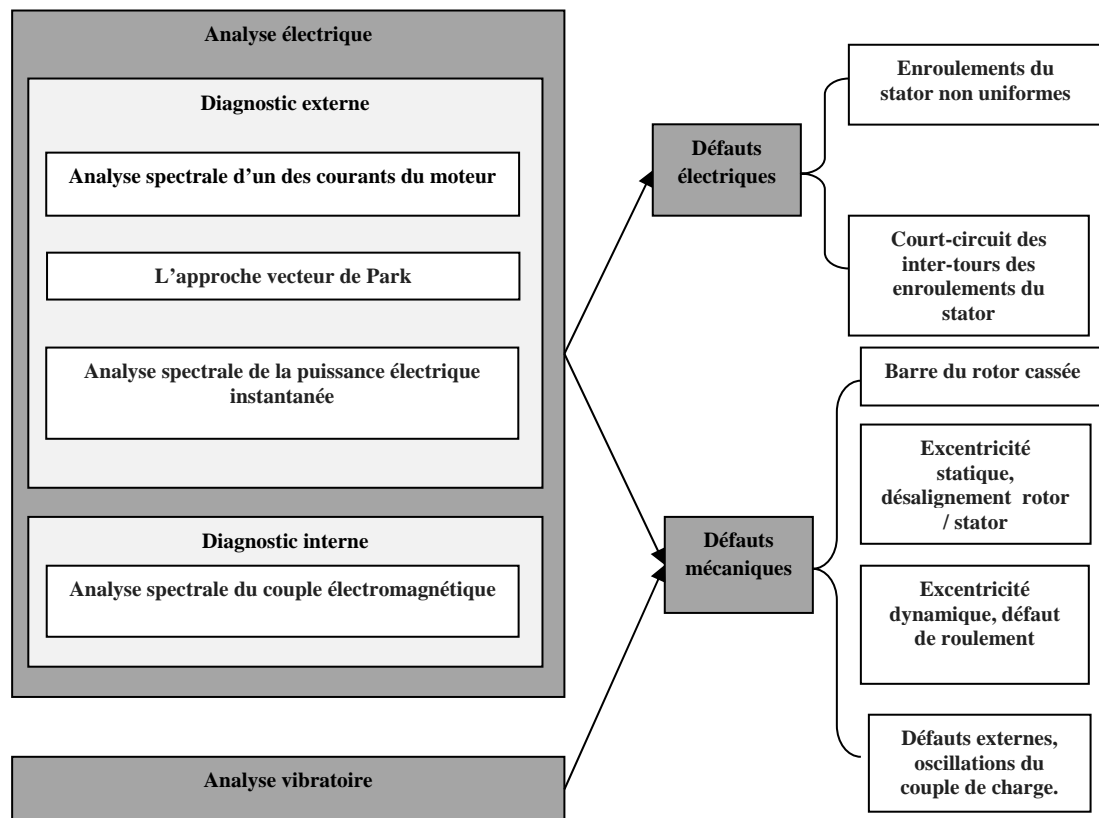 Analyse électrique
Diagnostic externe
Analyse spectrale d'un des courants du moteur
L'approche vecteur de Park
Analyse spectrale de la puissance électrique
instantanée
Diagnostic interne
Analyse spectrale du couple électromagnétique
Analyse vibratoire
Défauts
électriques
Défauts
mécaniques
Enroulements du
stator non uniformes
Court-circuit des
inter-tours des
enroulements du
stator
Barre du rotor cassée
Excentricité
statique,
désalignement rotor
/ stator
Excentricité
dynamique, défaut
de roulement
Défauts externes,
oscillations du
couple de charge.